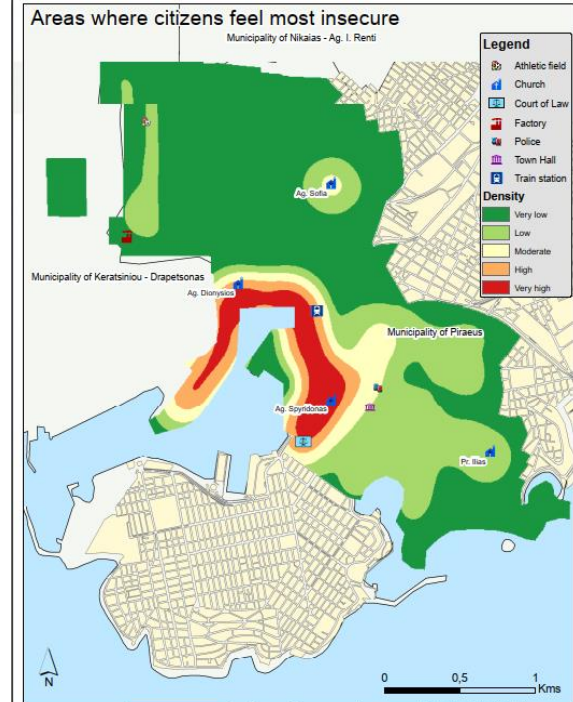 Areas where citizens feel most insecure
Municipality of Nikaias - Ag. I. Renti
Legend
Athletic field
Church
Court of Law
Factory
Police
Town Hall
Train station
Density
Very low
Low
Moderate
High
Very high
Ag. Sofia
Municipality of Keratsiniou - Drapetsonas
Ag. Dionysios
Municipality of Piraeus
Ag. Spyridonas
Pr. Ilias
N
0 0,5 1
Kms